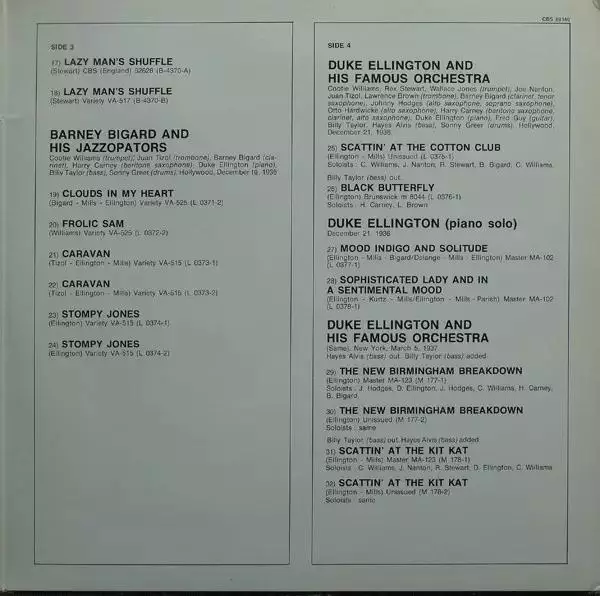 CBS 88140
SIDE 3
17) LAZY MAN'S SHUFFLE
(Stewart) CBS (England) 52628 (B-4370-A)
18) LAZY MAN'S SHUFFLE
(Stewart) Variety VA-517 (B-4370-B)
BARNEY BIGARD AND
HIS JAZZOPATORS
Cootie Williams (trumpet), Juan Tizol (trombone), Barney Bigard (cla-
rinet), Harry Carney (baritone saxophone), Duke Ellington (piano),
Billy Taylor (bass), Sonny Greer (drums). Hollywood, December 19, 1936
19) CLOUDS IN MY HEART
(Bigard - Mills - Ellington) Variety VA-525 (L 0371-2)
20) FROLIC SAM
(Williams) Variety VA-525 (L 0372-2)
21) CARAVAN
(Tizol - Ellington - Mills) Variety VA-515 (L 0373-1)
22) CARAVAN
(Tizol - Ellington - Mills) Variety VA-515 (L 0373-2)
23) STOMPY JONES
(Ellington) Variety VA-515 (L 0374-1)
24) STOMPY JONES
(Ellington) Variety VA-515 (L 0374-2)
SIDE 4
DUKE ELLINGTON AND
HIS FAMOUS ORCHESTRA
Cootie Williams, Rex Stewart, Wallace Jones (trumpet), Joe Nanton,
Juan Tizol, Lawrence Brown (trombone), Barney Bigard (clarinet, tenor
saxophone), Johnny Hodges (alto saxophone, soprano saxophone),
Otto Hardwicke (alto saxophone), Harry Carney (baritone saxophone,
clarinet, alto saxophone), Duke Ellington (piano), Fred Guy (guitar),
Billy Taylor, Hayes Alvis (bass), Sonny Greer (drums). Hollywood,
December 21, 1936.
25) SCATTIN' AT THE COTTON CLUB
(Ellington - Mills) Unissued (L 0375-1)
Soloists : C. Williams, J. Nanton, R. Stewart, B. Bigard, C. Williams.
Billy Taylor (bass) out.
26) BLACK BUTTERFLY
(Ellington) Brunswick m 8044 (L 0376-1)
Soloists : H. Carney, L. Brown
DUKE ELLINGTON (piano solo)
December 21, 1936
27) MOOD INDIGO AND SOLITUDE
(Ellington - Mills - Bigard/Delange - Mills - Ellington) Master MA-102
(L 0377-1)
28) SOPHISTICATED LADY AND IN
A SENTIMENTAL MOOD
(Ellington - Kurtz - Mills/Ellington - Mills - Parish) Master MA-102
(L 0378-1)
DUKE ELLINGTON AND
HIS FAMOUS ORCHESTRA
(Same). New York, March 5, 1937.
Hayes Alvis (bass) out. Billy Taylor (bass) added.
29) THE NEW BIRMINGHAM BREAKDOWN
(Ellington) Master MA-123 (M 177-1)
Soloists : J. Hodges, D. Ellington, J. Hodges, C. Williams, H. Carney,
B. Bigard.
30) THE NEW BIRMINGHAM BREAKDOWN
(Ellington) Unissued (M 177-2)
Soloists : same
Billy Taylor (bass) out. Hayes Alvis (bass) added
31) SCATTIN' AT THE KIT KAT
(Ellington - Mills) Master MA-123 (M 178-1)
Soloists : C. Williams, J. Nanton, R. Stewart, D. Ellington, C. Williams
32) SCATTIN' AT THE KIT KAT
(Ellington - Mills) Unissued (M 178-2)
Soloists : same